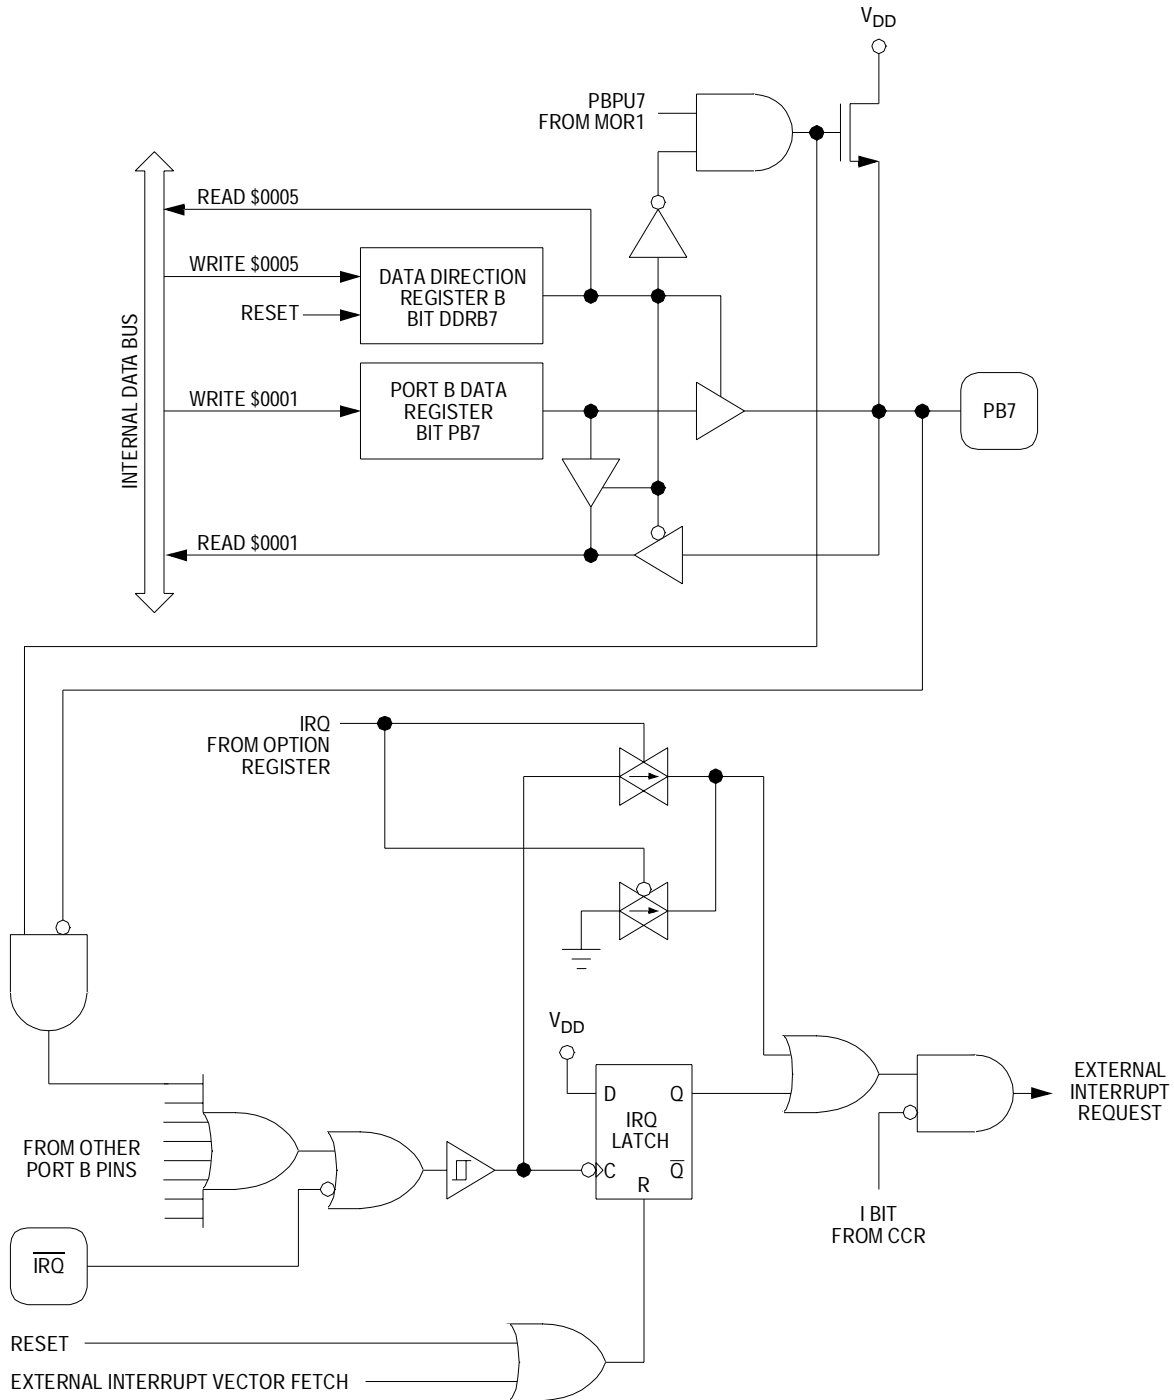 VDD
PBPU7
FROM MOR1
READ $0005
WRITE $0005
DATA DIRECTION
REGISTER B
BIT DDRB7
RESET
INTERNAL DATA BUS
WRITE $0001
PORT B DATA
REGISTER
BIT PB7
PB7
READ $0001
IRQ
FROM OPTION
REGISTER
VDD
D
Q
IRQ
LATCH
C
Q̅
R
EXTERNAL
INTERRUPT
REQUEST
FROM OTHER
PORT B PINS
I BIT
FROM CCR
I̅R̅Q̅
RESET
EXTERNAL INTERRUPT VECTOR FETCH